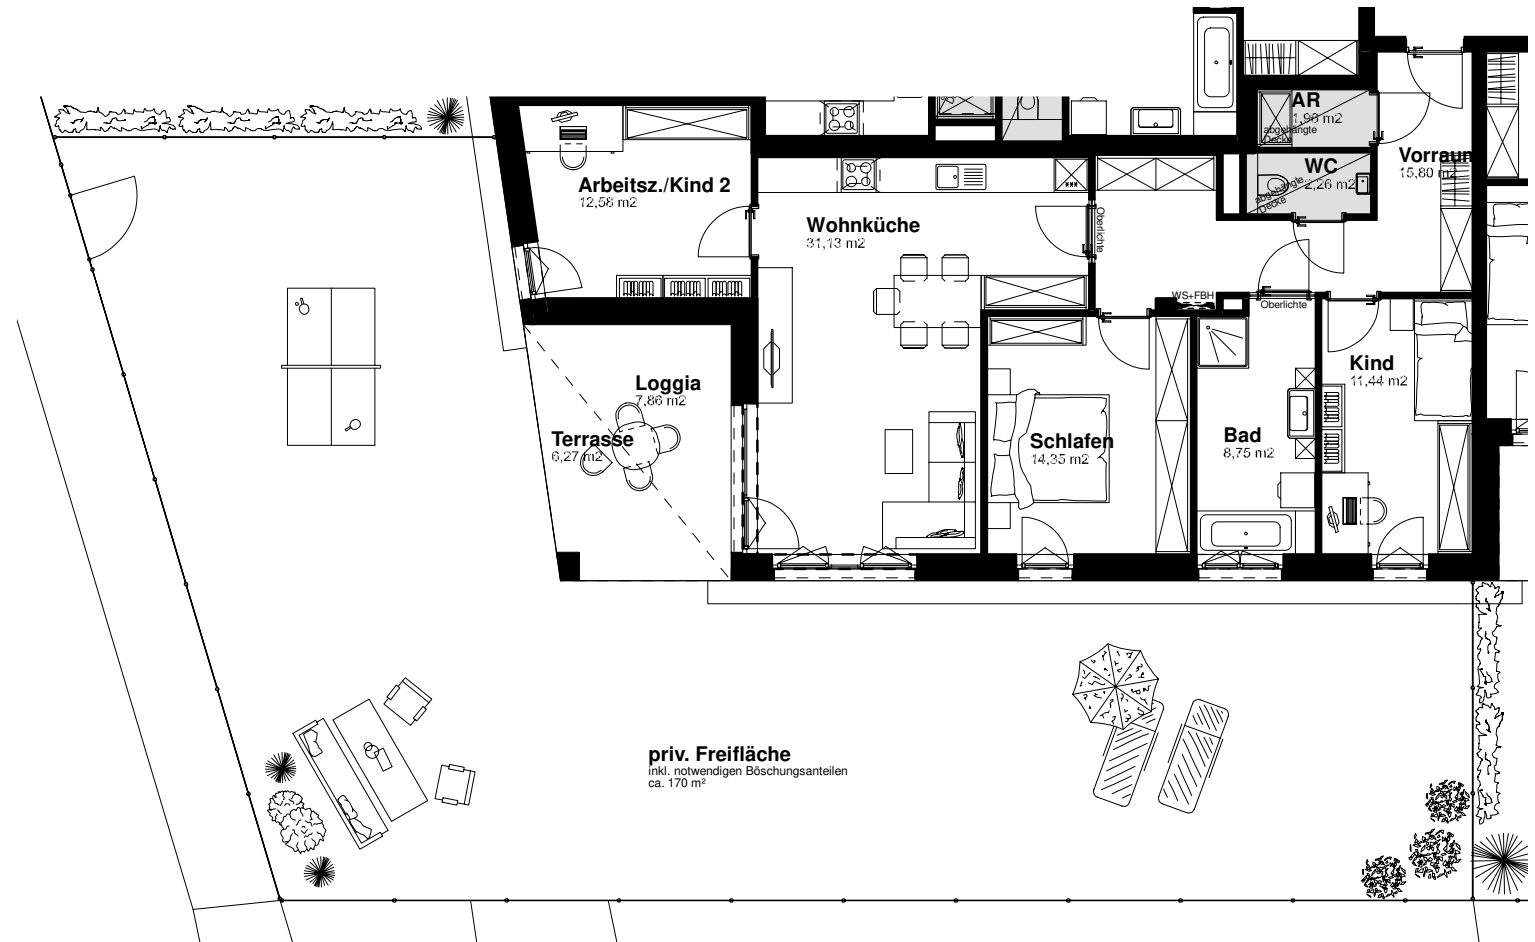 AR
1,96 m2
abgehängte
Decke
WC
2,26 m2
abgehängte
Decke
Vorraum
15,80 m2
Arbeitsz./Kind 2
12,58 m2
Wohnküche
31,13 m2
Oberlichte
WS+FBH
Oberlichte
Loggia
7,86 m2
Terrasse
6,27 m2
Schlafen
14,35 m2
Bad
8,75 m2
Kind
11,44 m2
priv. Freifläche
inkl. notwendigen Böschungsanteilen
ca. 170 m²